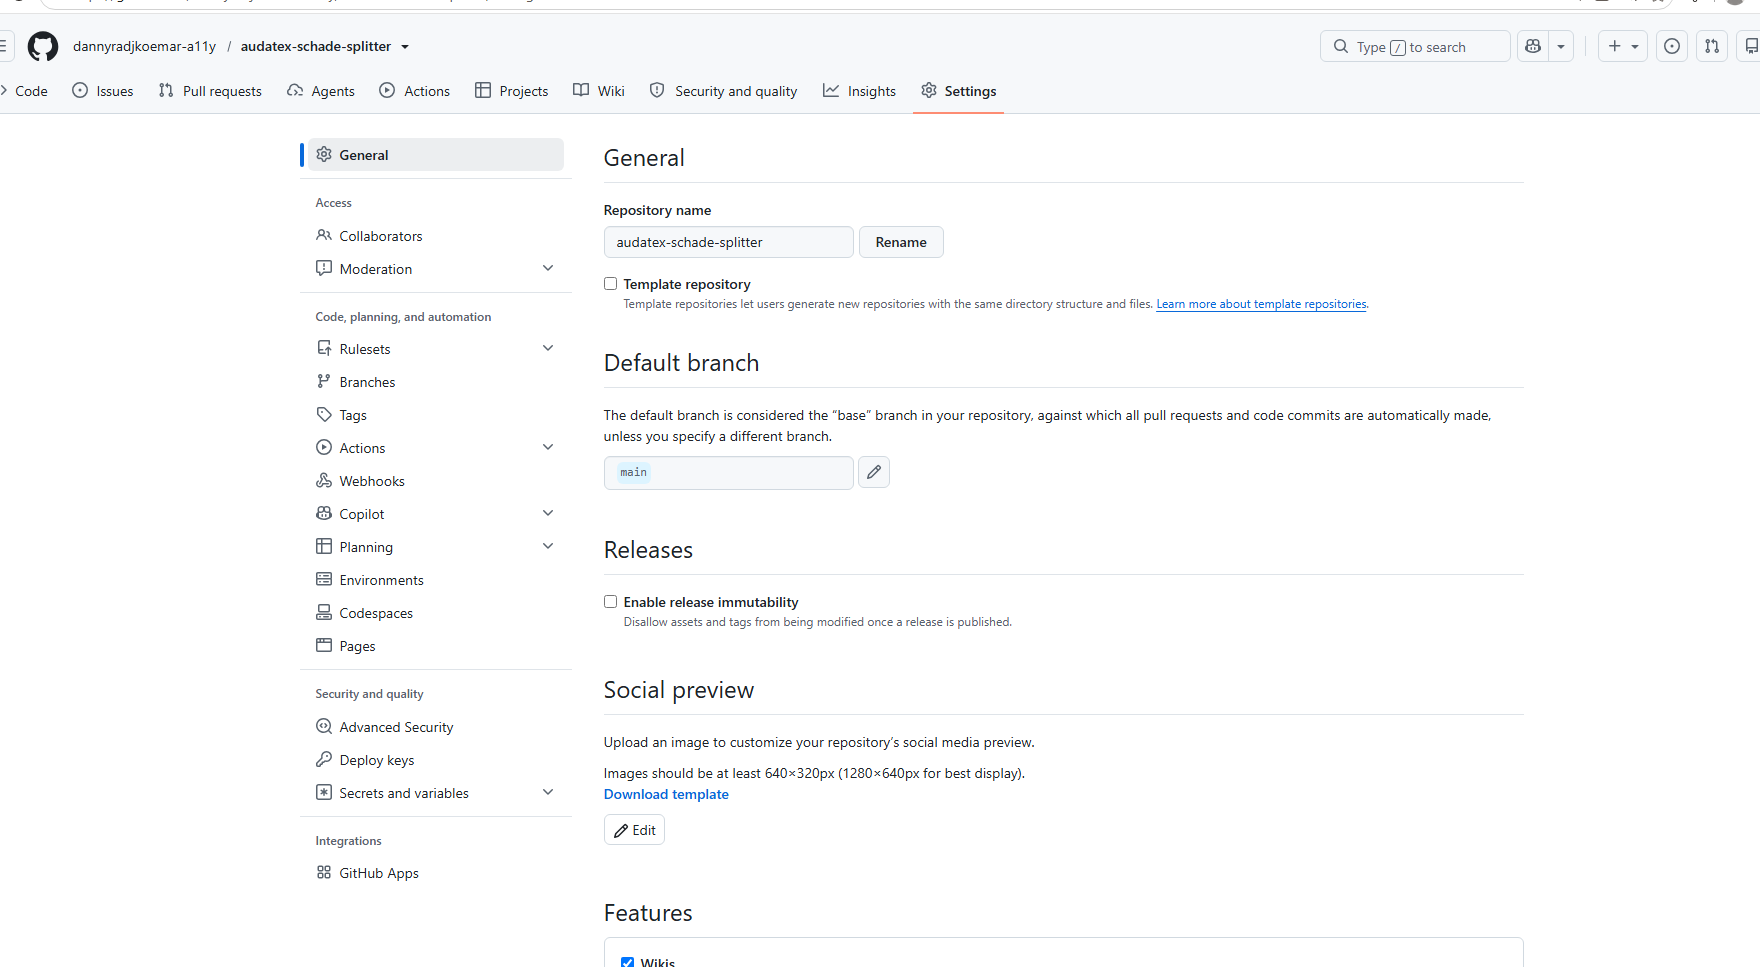 dannyradjkoemar-a11y / audatex-schade-splitter
Type / to search
Code Issues Pull requests Agents Actions Projects Wiki Security and quality Insights Settings
General
Access
Collaborators
Moderation
Code, planning, and automation
Rulesets
Branches
Tags
Actions
Webhooks
Copilot
Planning
Environments
Codespaces
Pages
Security and quality
Advanced Security
Deploy keys
Secrets and variables
Integrations
GitHub Apps
General
Repository name
audatex-schade-splitter Rename
Template repository
Template repositories let users generate new repositories with the same directory structure and files. Learn more about template repositories.
Default branch
The default branch is considered the “base” branch in your repository, against which all pull requests and code commits are automatically made,
unless you specify a different branch.
main
Releases
Enable release immutability
Disallow assets and tags from being modified once a release is published.
Social preview
Upload an image to customize your repository’s social media preview.
Images should be at least 640×320px (1280×640px for best display).
Download template
Edit
Features
Wikis